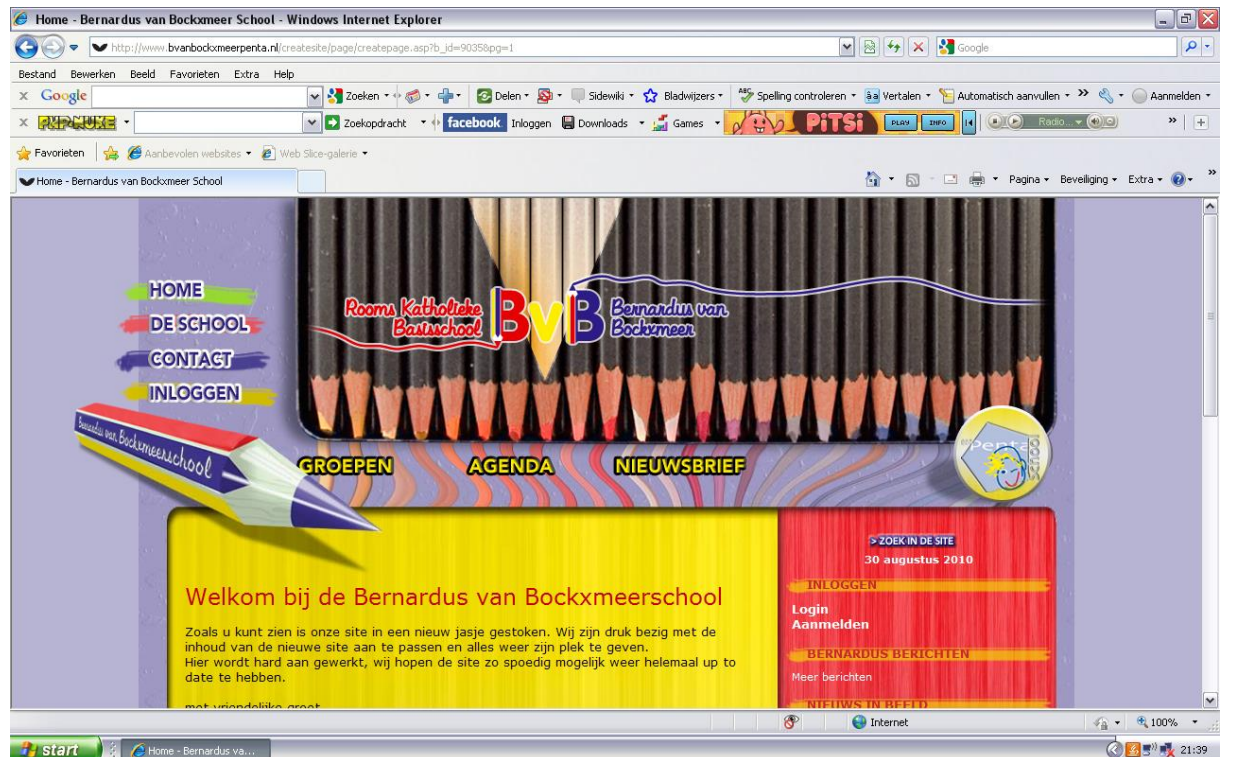 Home - Bernardus van Bockxmeer School - Windows Internet Explorer
http://www.bvanbockxmeerpenta.nl/createsite/page/createpage.asp?b_id=9035&pg=1
Google
Bestand Bewerken Beeld Favorieten Extra Help
x Google Zoeken Delen Sidewiki Bladwijzers Spelling controleren Vertalen Automatisch aanvullen Aanmelden
x Zoekopdracht facebook Inloggen Downloads Games PiTSi PLAY INFO Radio...
Favorieten Aanbevolen websites Web Slice-galerie
Home - Bernardus van Bockxmeer School
Pagina Beveiliging Extra
HOME
DE SCHOOL
CONTACT
INLOGGEN
Rooms Katholieke
Basisschool
BvB
Bernardus van
Bockxmeer
Bernardus van Bockxmeerschool
GROEPEN AGENDA NIEUWSBRIEF
Penta
School
> ZOEK IN DE SITE
30 augustus 2010
INLOGGEN
Login
Aanmelden
BERNARDUS BERICHTEN
Meer berichten
NIEUWS IN BEELD
Welkom bij de Bernardus van Bockxmeerschool
Zoals u kunt zien is onze site in een nieuw jasje gestoken. Wij zijn druk bezig met de
inhoud van de nieuwe site aan te passen en alles weer zijn plek te geven.
Hier wordt hard aan gewerkt, wij hopen de site zo spoedig mogelijk weer helemaal up to
date te hebben.
met vriendelijke groet
Internet 100%
start Home - Bernardus va... 21:39